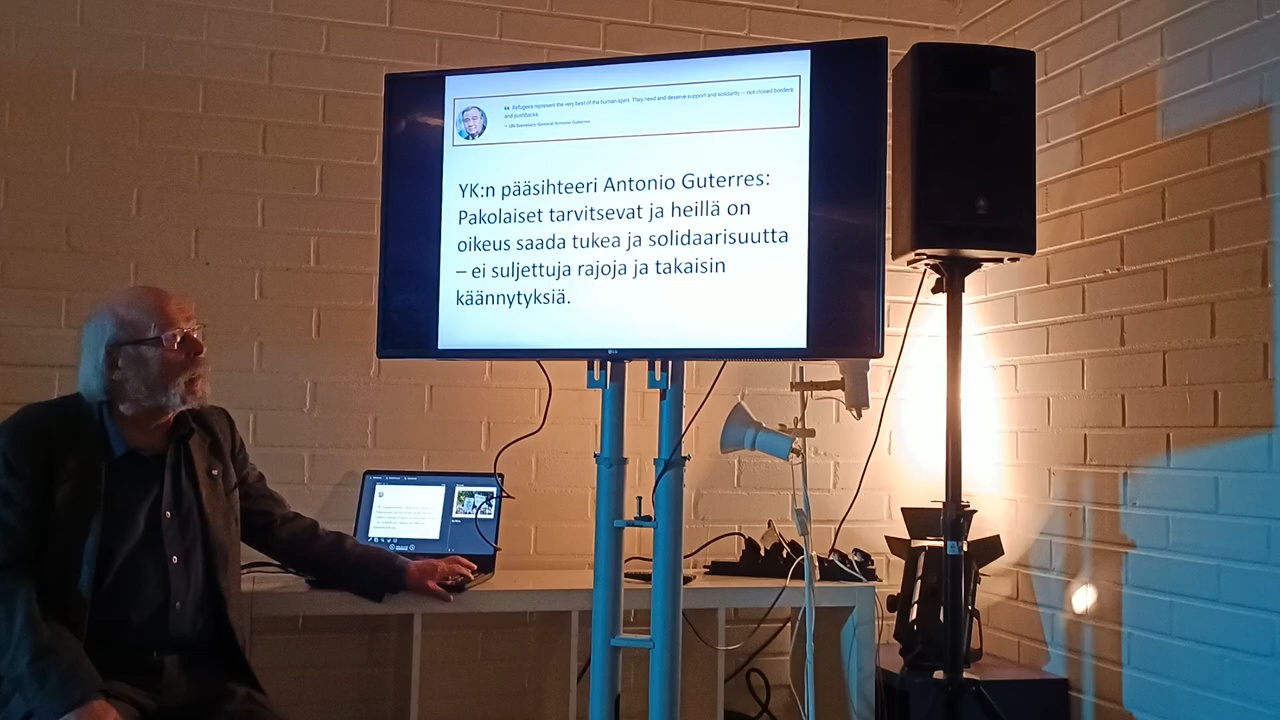 ❝ Refugees represent the very best of the human spirit. They need and deserve support and solidarity – not closed borders
and pushbacks.
— UN Secretary-General Antonio Guterres
YK:n pääsihteeri Antonio Guterres:
Pakolaiset tarvitsevat ja heillä on
oikeus saada tukea ja solidaarisuutta
– ei suljettuja rajoja ja takaisin
käännytyksiä.
LG